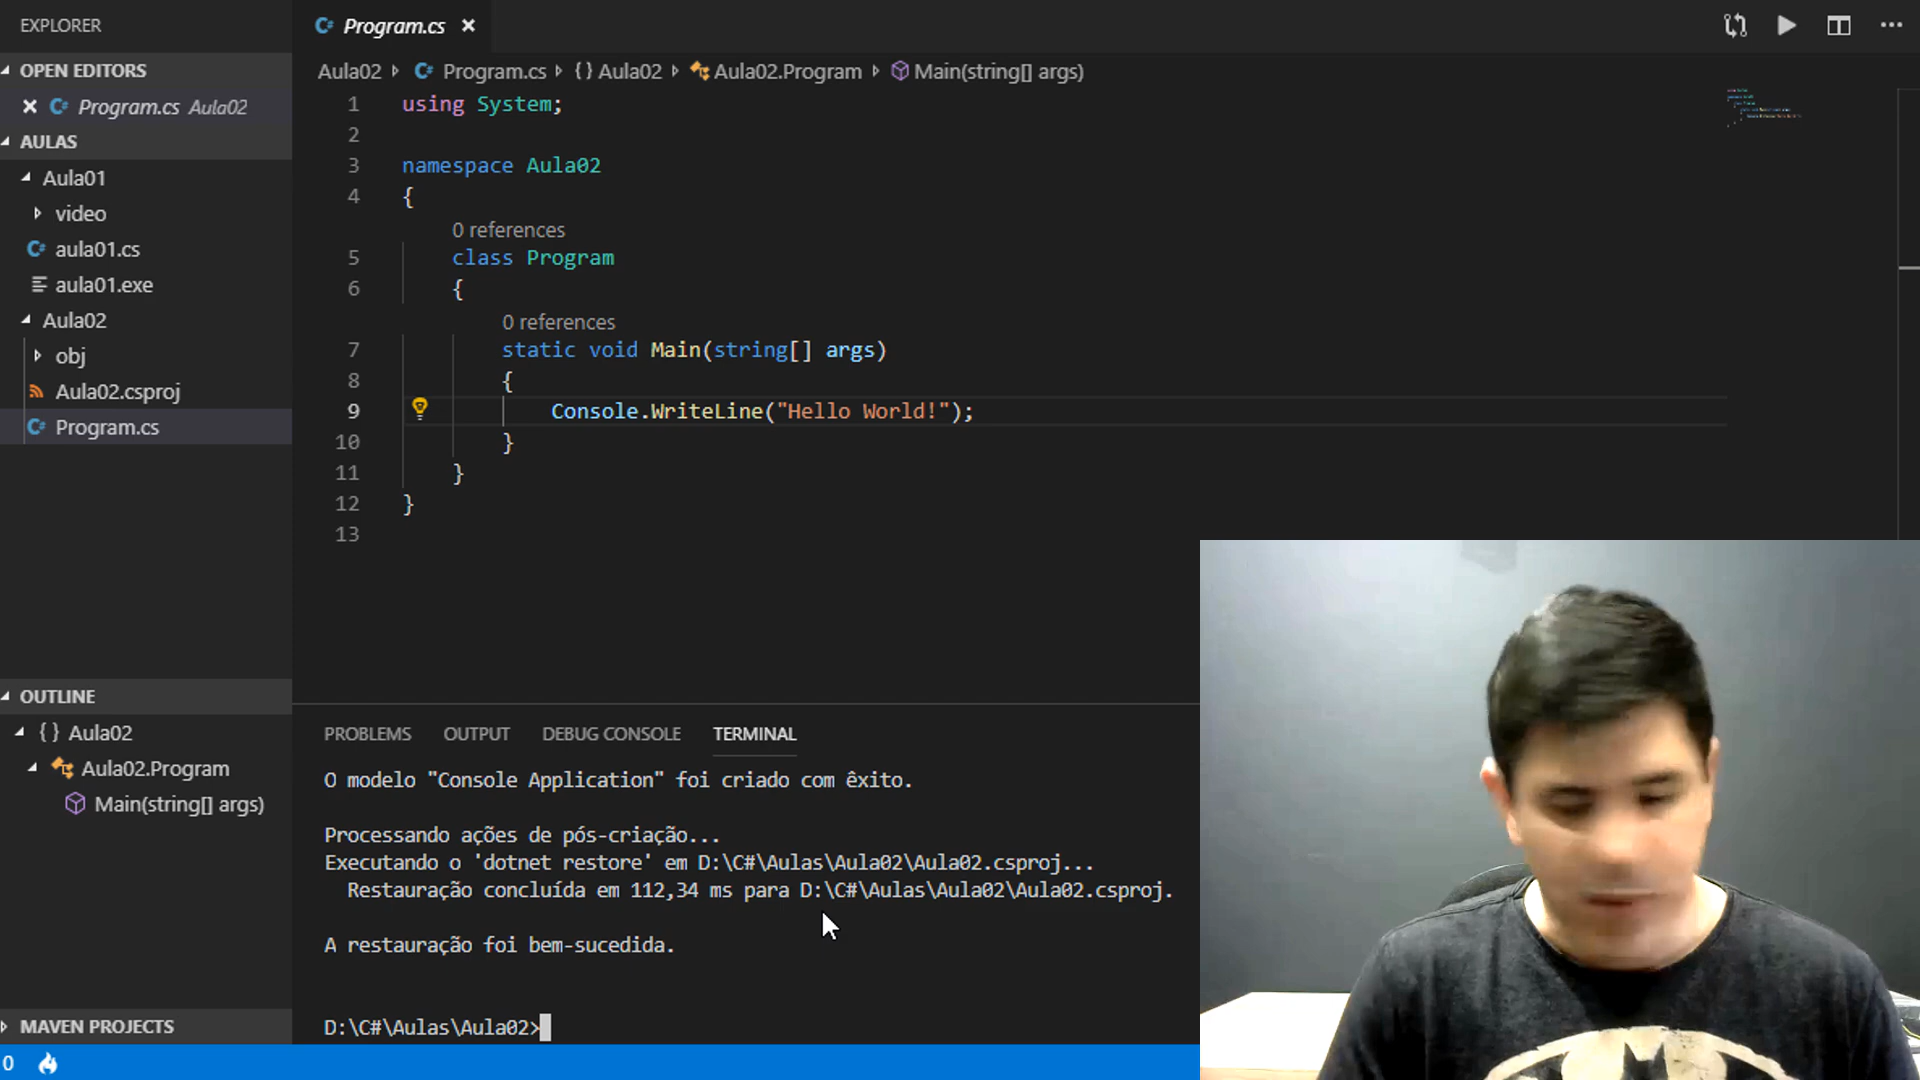 EXPLORER
OPEN EDITORS
Program.cs Aula02
AULAS
Aula01
video
aula01.cs
aula01.exe
Aula02
obj
Aula02.csproj
Program.cs
OUTLINE
{ } Aula02
Aula02.Program
Main(string[] args)
MAVEN PROJECTS
0
Program.cs
Aula02 Program.cs { } Aula02 Aula02.Program Main(string[] args)
1 using System;
2
3 namespace Aula02
4 {
0 references
5 class Program
6 {
0 references
7 static void Main(string[] args)
8 {
9 Console.WriteLine("Hello World!");
10 }
11 }
12 }
13
PROBLEMS OUTPUT DEBUG CONSOLE TERMINAL
O modelo "Console Application" foi criado com êxito.
Processando ações de pós-criação...
Executando o 'dotnet restore' em D:\C#\Aulas\Aula02\Aula02.csproj...
Restauração concluída em 112,34 ms para D:\C#\Aulas\Aula02\Aula02.csproj.
A restauração foi bem-sucedida.
D:\C#\Aulas\Aula02>